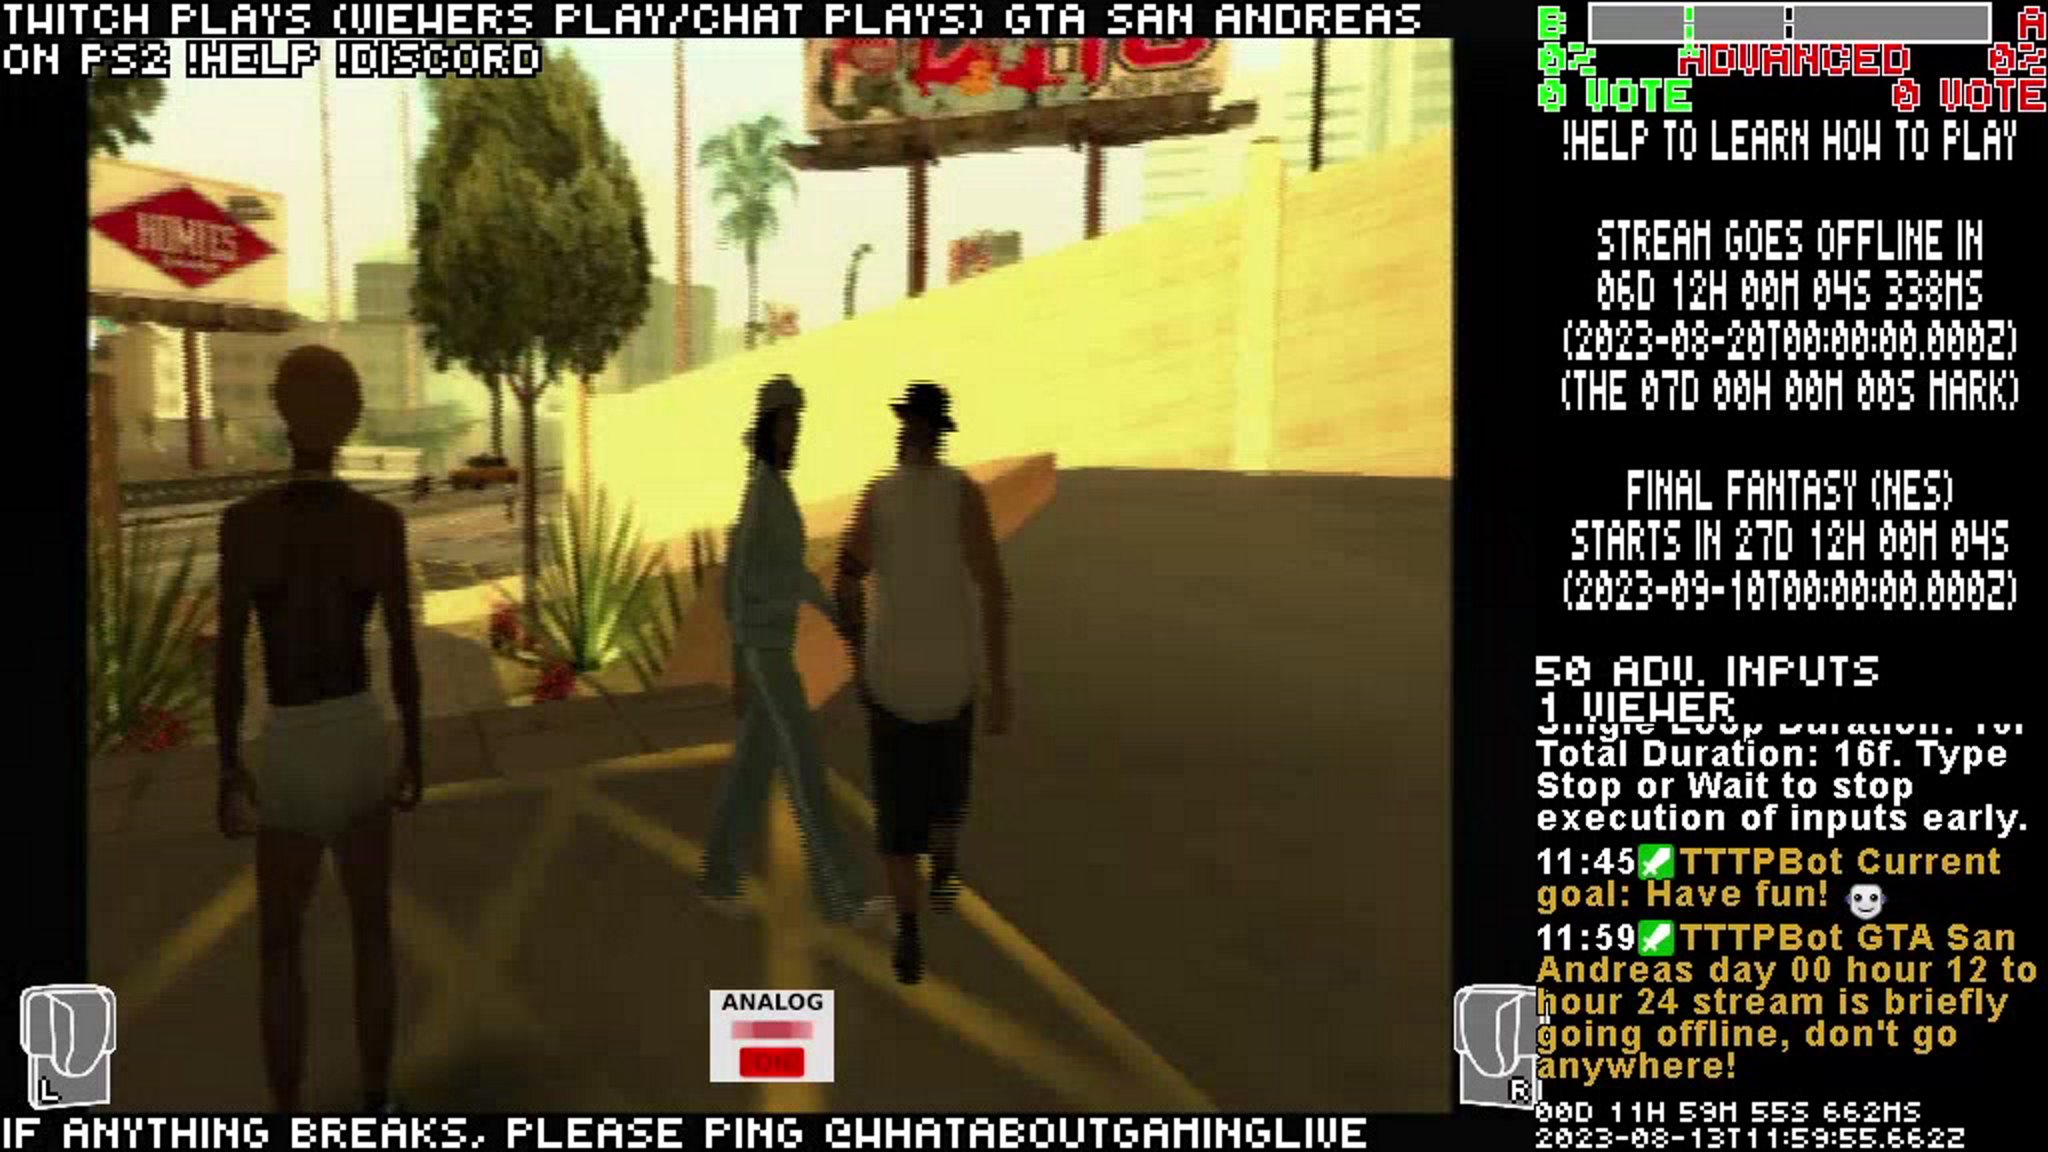 TWITCH PLAYS (VIEWERS PLAY/CHAT PLAYS) GTA SAN ANDREAS
ON PS2 !HELP !DISCORD
B
A
0%
ADVANCED
0%
0 VOTE
0 VOTE
!HELP TO LEARN HOW TO PLAY
STREAM GOES OFFLINE IN
06D 12H 00M 04S 338MS
(2023-08-20T00:00:00.000Z)
(THE 07D 00H 00M 00S MARK)
FINAL FANTASY (NES)
STARTS IN 27D 12H 00M 04S
(2023-09-10T00:00:00.000Z)
50 ADV. INPUTS
1 VIEWER
Single Loop Duration: 16f.
Total Duration: 16f. Type
Stop or Wait to stop
execution of inputs early.
11:45 TTTPBot Current
goal: Have fun!
11:59 TTTPBot GTA San
Andreas day 00 hour 12 to
hour 24 stream is briefly
going offline, don't go
anywhere!
00D 11H 59M 55S 662MS
2023-08-13T11:59:55.662Z
HOMIES
ANALOG
ON
L
R
IF ANYTHING BREAKS, PLEASE PING @WHATABOUTGAMINGLIVE